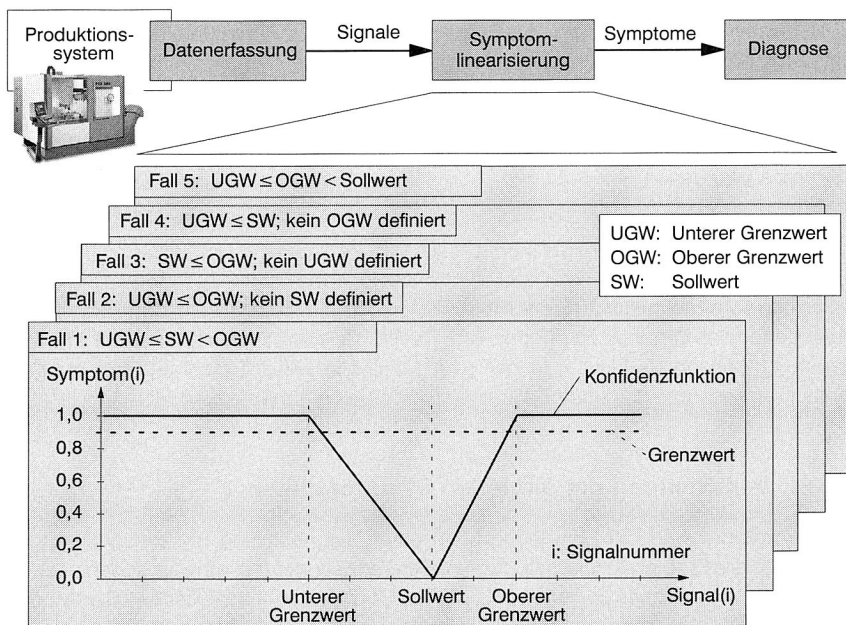 Produktions-
system
Datenerfassung
Signale
Symptom-
linearisierung
Symptome
Diagnose
Fall 5: UGW ≤ OGW < Sollwert
Fall 4: UGW ≤ SW; kein OGW definiert
Fall 3: SW ≤ OGW; kein UGW definiert
Fall 2: UGW ≤ OGW; kein SW definiert
Fall 1: UGW ≤ SW < OGW
UGW: Unterer Grenzwert
OGW: Oberer Grenzwert
SW: Sollwert
Symptom(i)
Konfidenzfunktion
Grenzwert
1,0
0,8
0,6
0,4
0,2
0,0
i: Signalnummer
Unterer
Grenzwert
Sollwert
Oberer
Grenzwert
Signal(i)